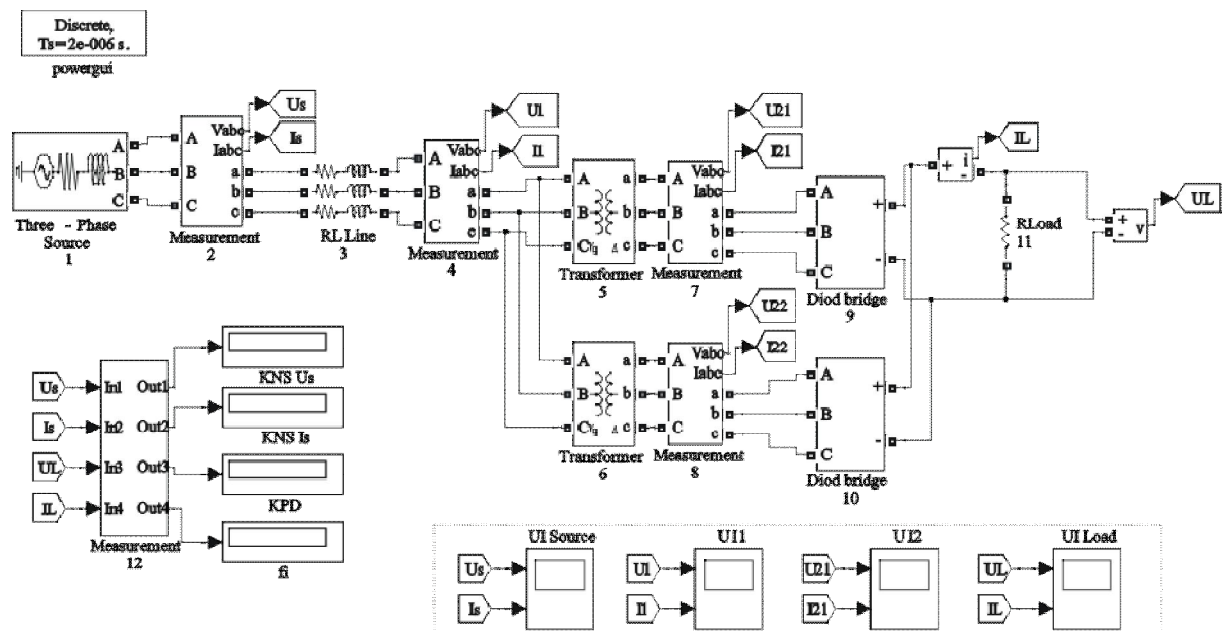 Discrete,
Ts=2e-006 s.
powergui
A
B
C
Three - Phase
Source
1
A
B
C
Vabc
Iabc
a
b
c
Measurement
2
Us
Is
RL Line
3
A
B
C
Vabc
Iabc
a
b
c
Measurement
4
U1
I1
A
B
C
a
b
c
Transformer
5
A
B
C
Vabc
Iabc
a
b
c
Measurement
7
U21
I21
A
B
C
+
-
Diod bridge
9
+
-
i
IL
RLoad
11
+
-
v
UL
A
B
C
a
b
c
Transformer
6
A
B
C
Vabc
Iabc
a
b
c
Measurement
8
U22
I22
A
B
C
+
-
Diod bridge
10
Us
Is
UL
IL
In1
In2
In3
In4
Out1
Out2
Out3
Out4
Measurement
12
KNS Us
KNS Is
KPD
fi
UI Source
Us
Is
UI1
U1
I1
UI2
U21
I21
UI Load
UL
IL